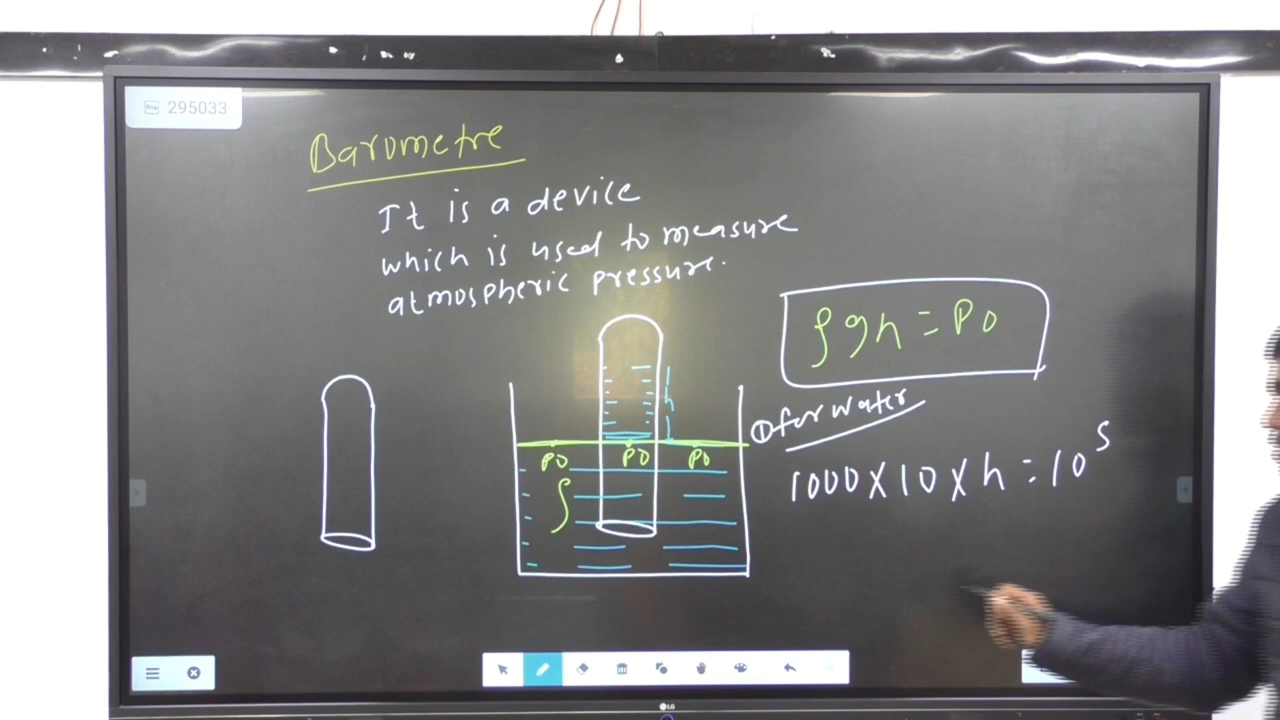 295033
Barometre
It is a device
which is used to measure
atmospheric pressure.
ρgh = P0
① for water
1000 × 10 × h = 10^5
h
P0 P0 P0
ρ
LG